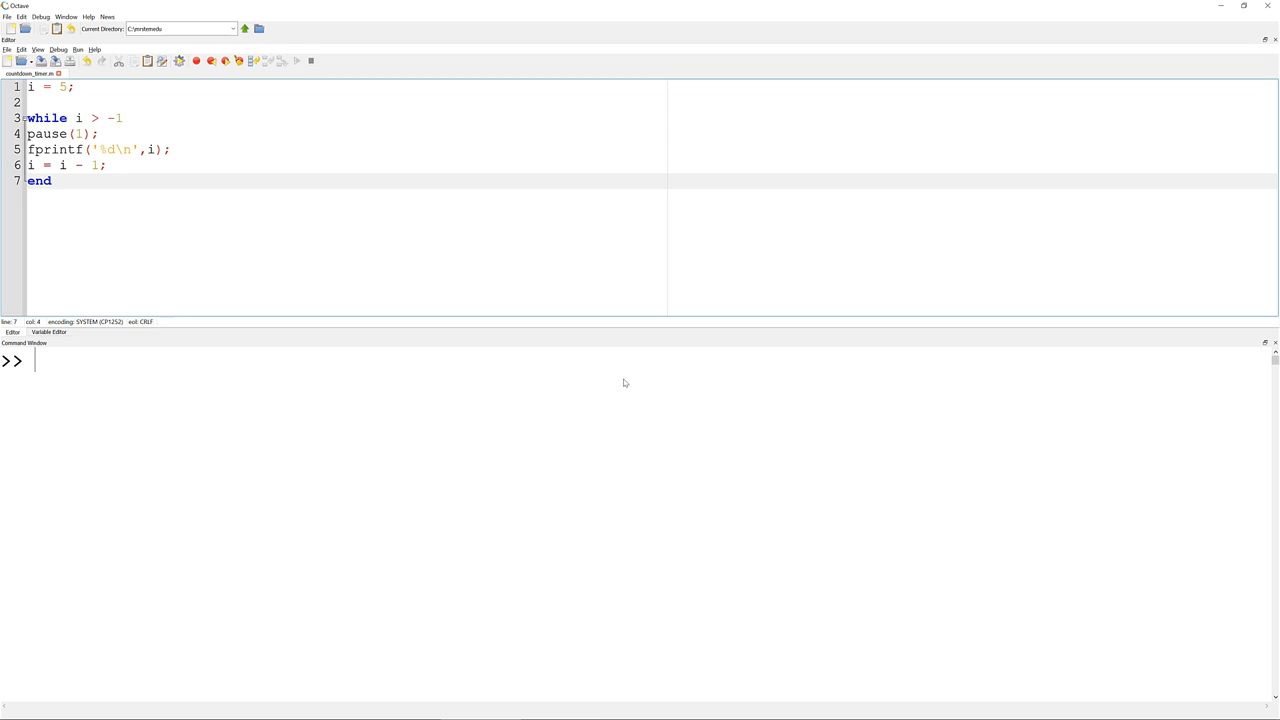 Octave
File Edit Debug Window Help News
Current Directory: C:\mrstemedu
Editor
File Edit View Debug Run Help
countdown_timer.m
1 i = 5;
2
3 while i > -1
4 pause(1);
5 fprintf('%d\n',i);
6 i = i - 1;
7 end
line: 7 col: 4 encoding: SYSTEM (CP1252) eol: CRLF
Editor Variable Editor
Command Window
>>